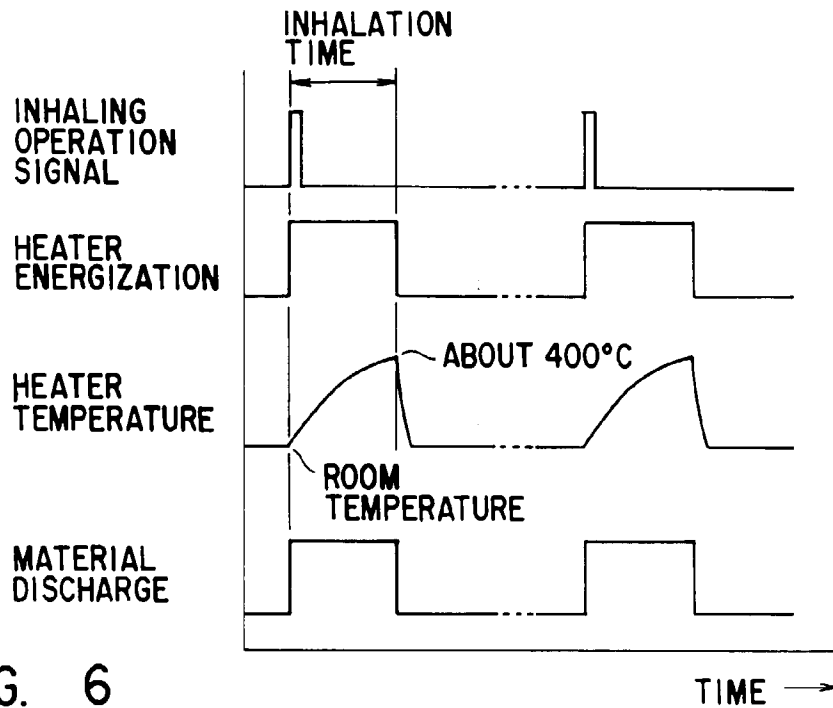 INHALATION
TIME
INHALING
OPERATION
SIGNAL
HEATER
ENERGIZATION
ABOUT 400°C
HEATER
TEMPERATURE
ROOM
TEMPERATURE
MATERIAL
DISCHARGE
G. 6
TIME